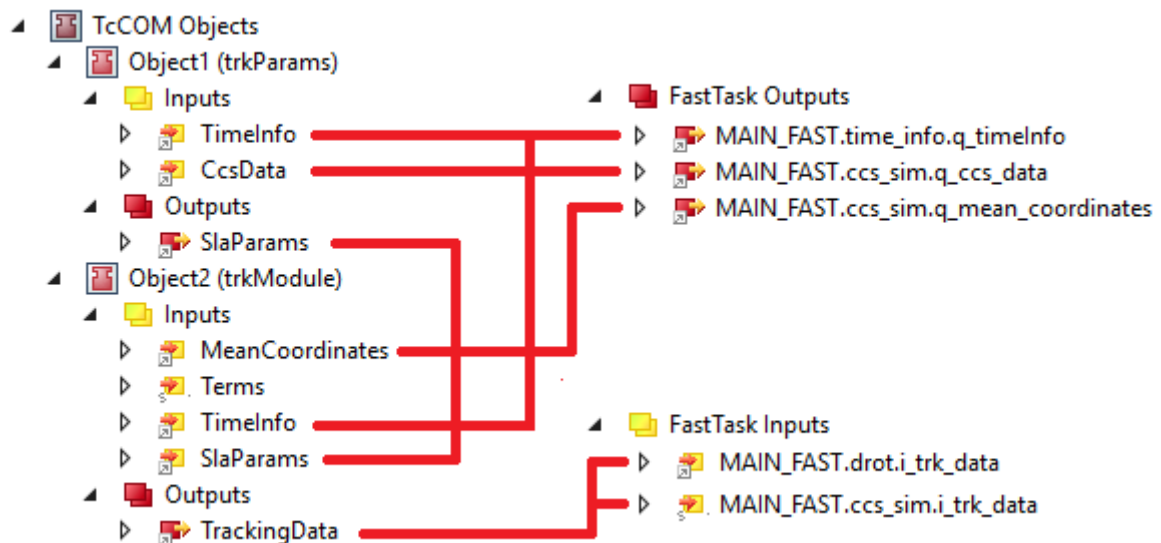 TcCOM Objects
Object1 (trkParams)
Inputs
TimeInfo
CcsData
Outputs
SlaParams
Object2 (trkModule)
Inputs
MeanCoordinates
Terms
TimeInfo
SlaParams
Outputs
TrackingData
FastTask Outputs
MAIN_FAST.time_info.q_timeInfo
MAIN_FAST.ccs_sim.q_ccs_data
MAIN_FAST.ccs_sim.q_mean_coordinates
FastTask Inputs
MAIN_FAST.drot.i_trk_data
MAIN_FAST.ccs_sim.i_trk_data